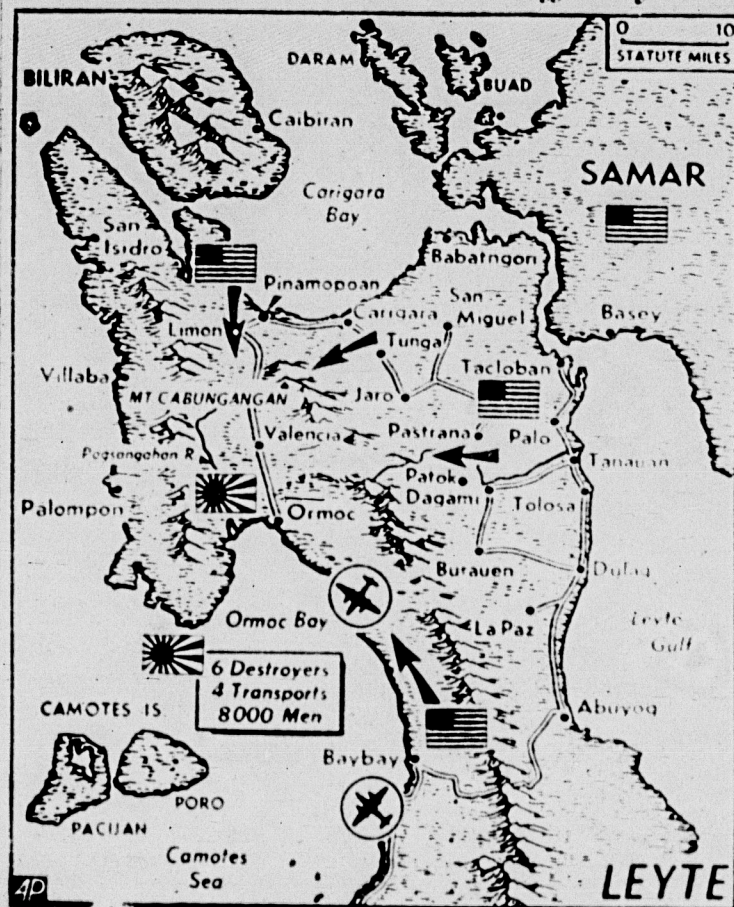 0 10
STATUTE MILES
DARAM
BUAD
BILIRAN
Caibiran
SAMAR
Carigara
Bay
San
Isidro
Babatngon
Pinamopoan
San
Miguel
Carigara
Basey
Limon
Tunga
Tacloban
Villaba
MT CABUNGANGAN
Jaro
Valencia
Pastrana
Palo
Pagsangahan R.
Tanauan
Patok
Dagami
Palompon
Ormoc
Tolosa
Burauen
Dulag
Ormoc Bay
La Paz
Leyte
Gulf
6 Destroyers
4 Transports
8000 Men
CAMOTES IS.
Abuyog
Baybay
PORO
PACIJAN
Camotes
Sea
LEYTE
AP